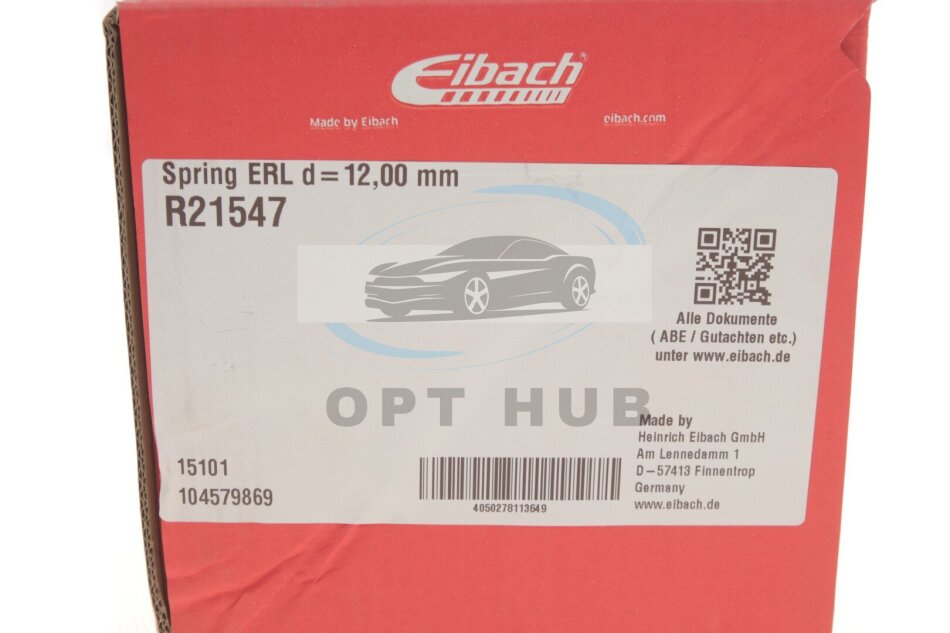 Eibach
Made by Eibach
eibach.com
Spring ERL d=12,00 mm
R21547
Alle Dokumente
( ABE / Gutachten etc.)
unter www.eibach.de
OPT HUB
Made by
Heinrich Eibach GmbH
Am Lennedamm 1
D-57413 Finnentrop
Germany
www.eibach.de
15101
104579869
4050278113649